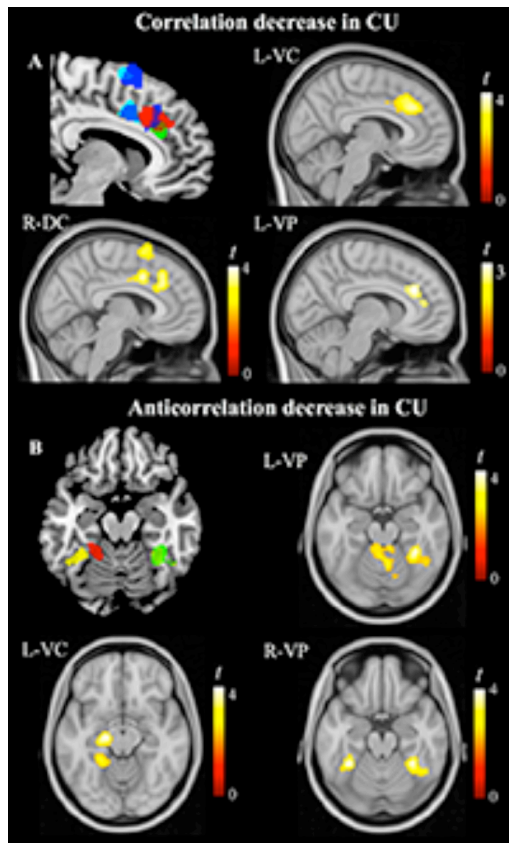 Correlation decrease in CU
A
L-VC
t
4
0
R-DC
t
4
0
L-VP
t
3
0
Anticorrelation decrease in CU
B
L-VP
t
4
0
L-VC
t
4
0
R-VP
t
4
0